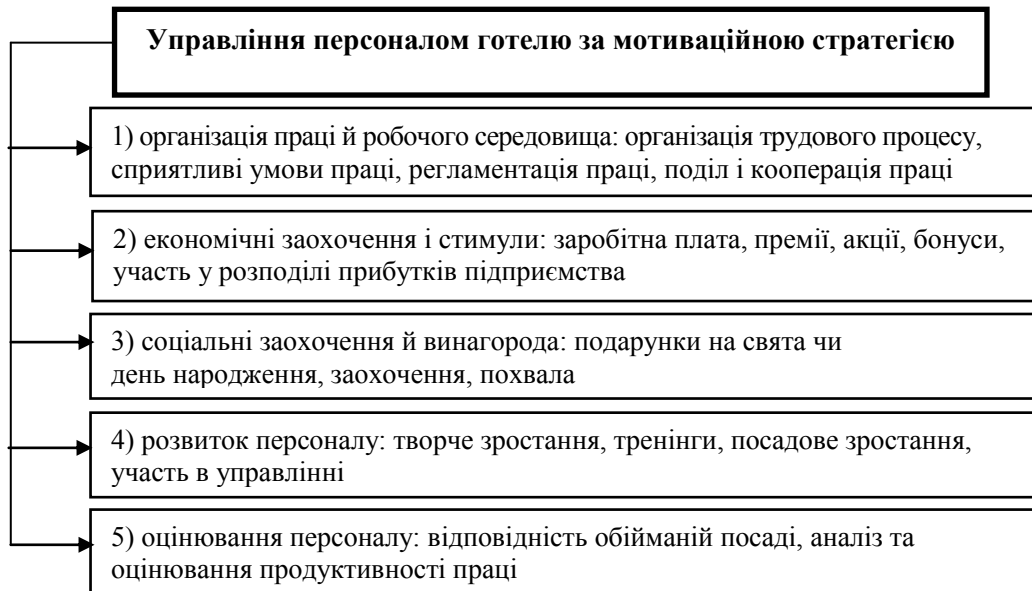 Управління персоналом готелю за мотиваційною стратегією
1) організація праці й робочого середовища: організація трудового процесу,
сприятливі умови праці, регламентація праці, поділ і кооперація праці
2) економічні заохочення і стимули: заробітна плата, премії, акції, бонуси,
участь у розподілі прибутків підприємства
3) соціальні заохочення й винагорода: подарунки на свята чи
день народження, заохочення, похвала
4) розвиток персоналу: творче зростання, тренінги, посадове зростання,
участь в управлінні
5) оцінювання персоналу: відповідність обійманій посаді, аналіз та
оцінювання продуктивності праці